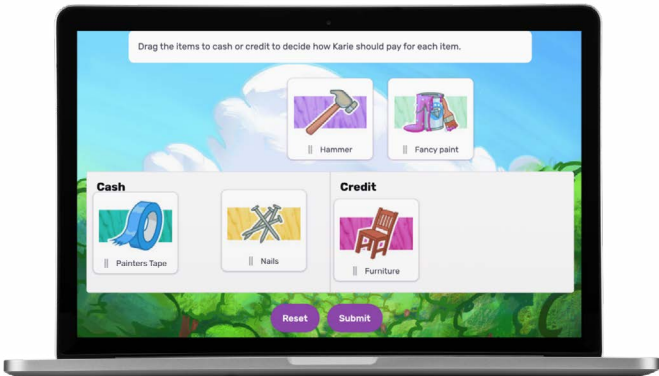 Drag the items to cash or credit to decide how Karie should pay for each item.
Hammer
Fancy paint
Cash
Credit
Painters Tape
Nails
Furniture
Reset
Submit